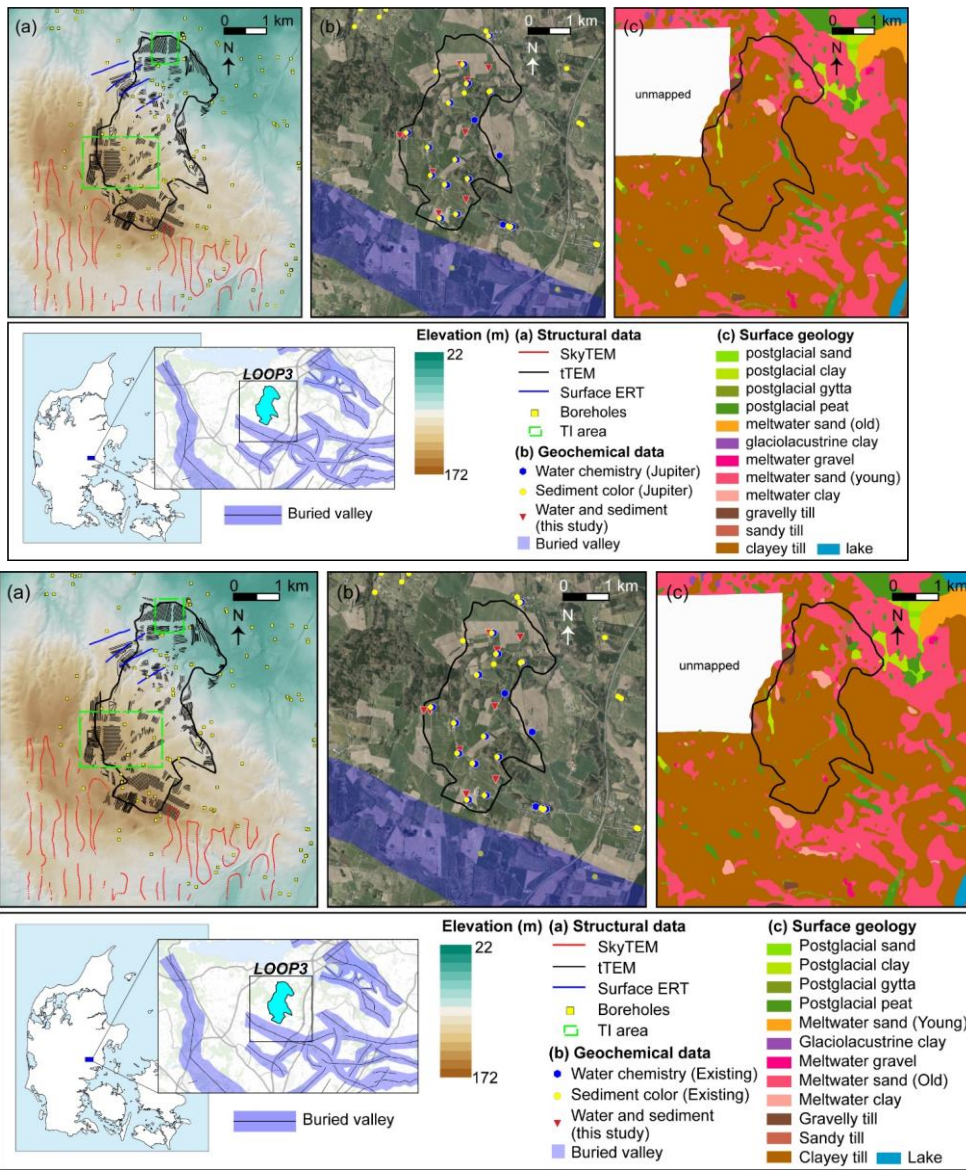 (a)
0 1 km
N
(b)
0 1 km
N
(c)
0 1 km
unmapped
LOOP3
Buried valley
Elevation (m)
22
172
(a) Structural data
SkyTEM
tTEM
Surface ERT
Boreholes
TI area
(b) Geochemical data
Water chemistry (Jupiter)
Sediment color (Jupiter)
Water and sediment
(this study)
Buried valley
(c) Surface geology
postglacial sand
postglacial clay
postglacial gytta
postglacial peat
meltwater sand (old)
glaciolacustrine clay
meltwater gravel
meltwater sand (young)
meltwater clay
gravelly till
sandy till
clayey till lake
(a)
0 1 km
N
(b)
0 1 km
N
(c)
0 1 km
unmapped
LOOP3
Buried valley
Elevation (m)
22
172
(a) Structural data
SkyTEM
tTEM
Surface ERT
Boreholes
TI area
(b) Geochemical data
Water chemistry (Existing)
Sediment color (Existing)
Water and sediment
(this study)
Buried valley
(c) Surface geology
Postglacial sand
Postglacial clay
Postglacial gytta
Postglacial peat
Meltwater sand (Young)
Glaciolacustrine clay
Meltwater gravel
Meltwater sand (Old)
Meltwater clay
Gravelly till
Sandy till
Clayey till Lake